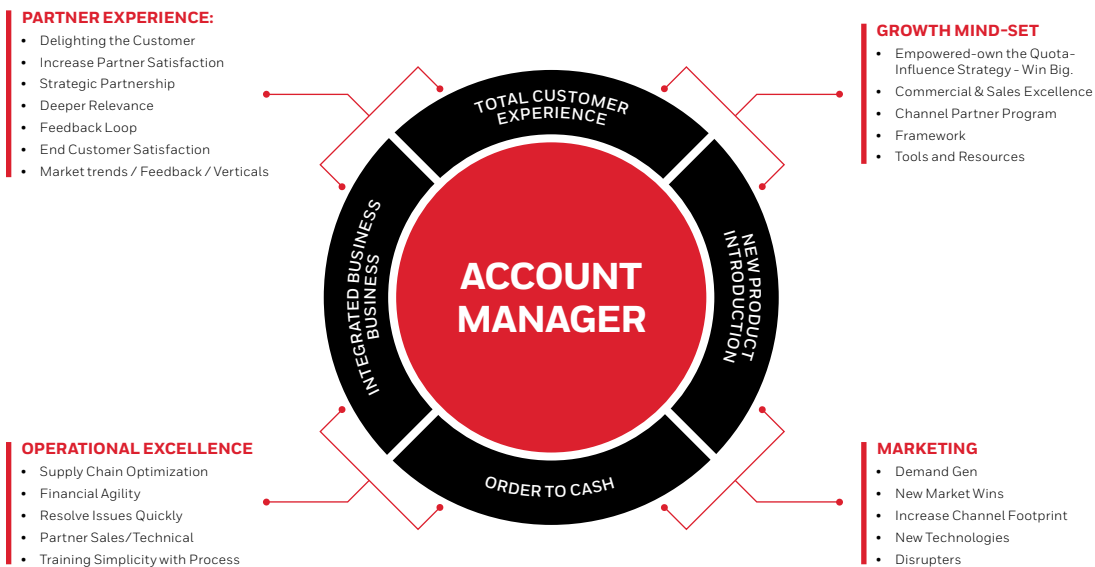 PARTNER EXPERIENCE:
• Delighting the Customer
• Increase Partner Satisfaction
• Strategic Partnership
• Deeper Relevance
• Feedback Loop
• End Customer Satisfaction
• Market trends / Feedback / Verticals
GROWTH MIND-SET
• Empowered-own the Quota-
Influence Strategy - Win Big.
• Commercial & Sales Excellence
• Channel Partner Program
• Framework
• Tools and Resources
TOTAL CUSTOMER
EXPERIENCE
INTEGRATED BUSINESS
BUSINESS
ACCOUNT
MANAGER
NEW PRODUCT
INTRODUCTION
ORDER TO CASH
OPERATIONAL EXCELLENCE
• Supply Chain Optimization
• Financial Agility
• Resolve Issues Quickly
• Partner Sales/Technical
• Training Simplicity with Process
MARKETING
• Demand Gen
• New Market Wins
• Increase Channel Footprint
• New Technologies
• Disrupters